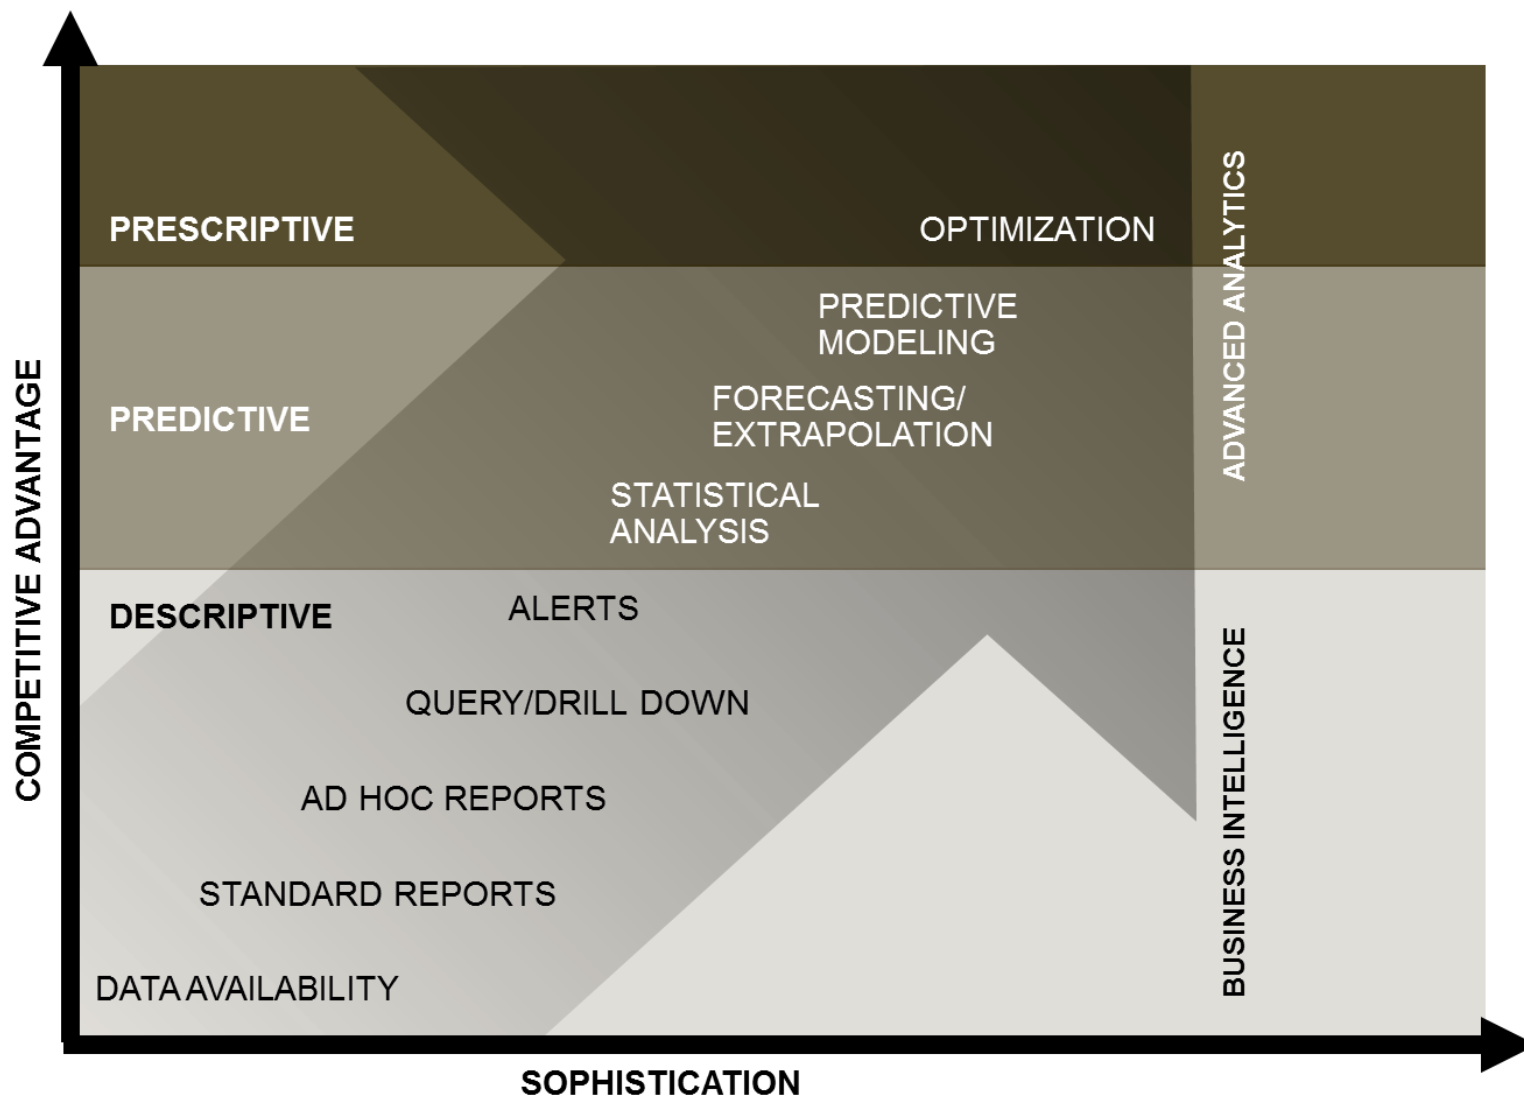 PRESCRIPTIVE
OPTIMIZATION
PREDICTIVE
MODELING
PREDICTIVE
FORECASTING/
EXTRAPOLATION
STATISTICAL
ANALYSIS
ADVANCED ANALYTICS
DESCRIPTIVE
ALERTS
QUERY/DRILL DOWN
AD HOC REPORTS
STANDARD REPORTS
DATA AVAILABILITY
BUSINESS INTELLIGENCE
COMPETITIVE ADVANTAGE
SOPHISTICATION